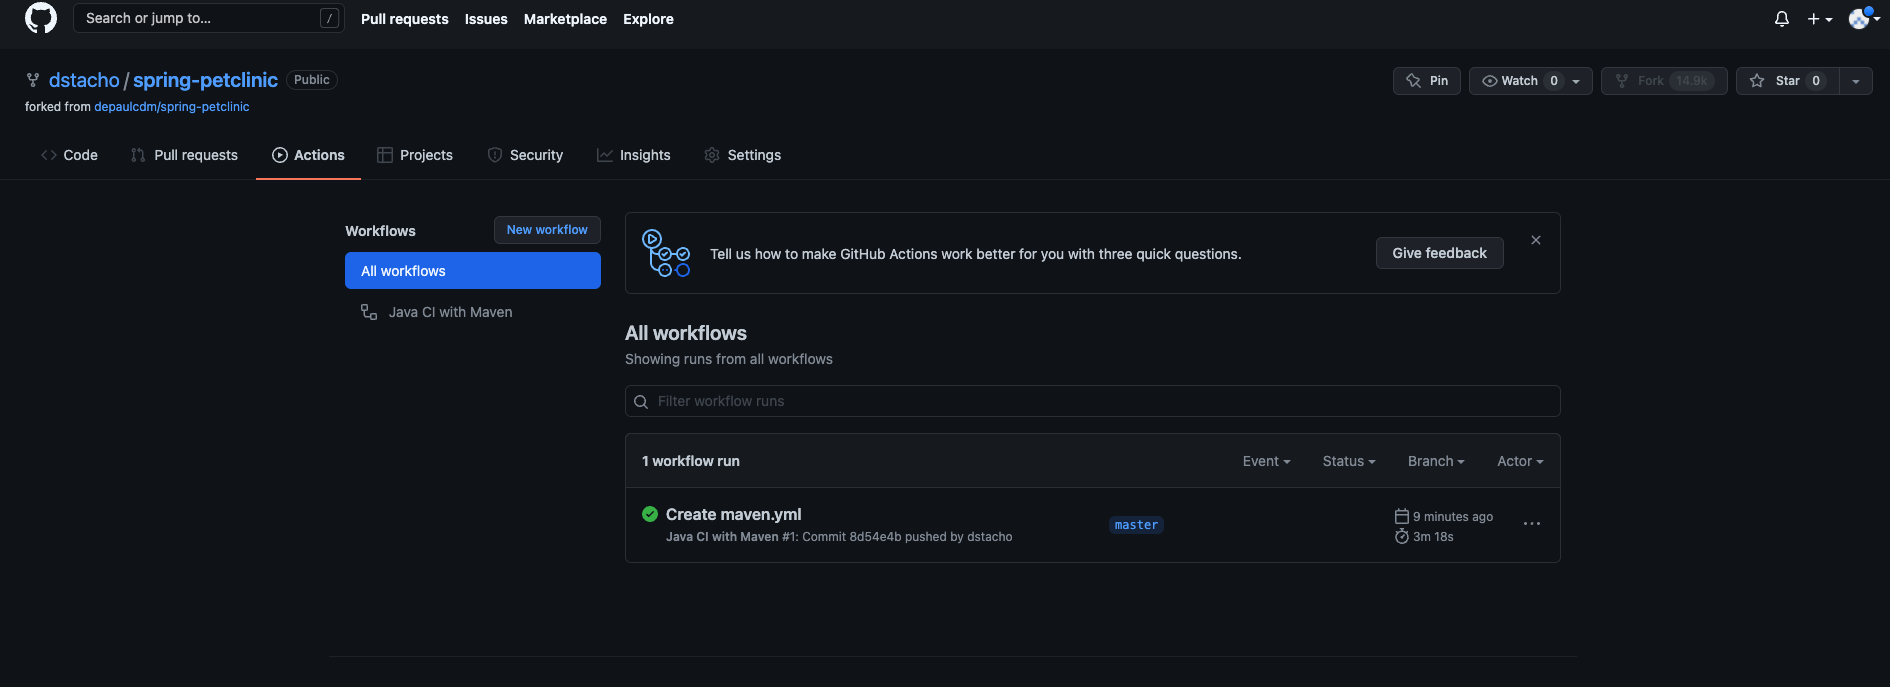 Search or jump to... /
Pull requests Issues Marketplace Explore
dstacho / spring-petclinic Public
forked from depaulcdm/spring-petclinic
Pin Watch 0 Fork 14.9k Star 0
Code Pull requests Actions Projects Security Insights Settings
Workflows New workflow
All workflows
Java CI with Maven
Tell us how to make GitHub Actions work better for you with three quick questions. Give feedback
All workflows
Showing runs from all workflows
Filter workflow runs
1 workflow run Event Status Branch Actor
Create maven.yml
Java CI with Maven #1: Commit 8d54e4b pushed by dstacho
master
9 minutes ago
3m 18s